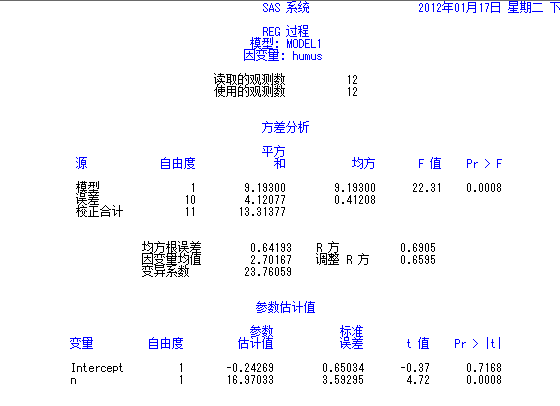 SAS 系统 2012年01月17日 星期二 下
REG 过程
模型: MODEL1
因变量: humus
读取的观测数 12
使用的观测数 12
方差分析
平方
源 自由度 和 均方 F 值 Pr > F
模型 1 9.19300 9.19300 22.31 0.0008
误差 10 4.12077 0.41208
校正合计 11 13.31377
均方根误差 0.64193 R 方 0.6905
因变量均值 2.70167 调整 R 方 0.6595
变异系数 23.76059
参数估计值
参数 标准
变量 自由度 估计值 误差 t 值 Pr > |t|
Intercept 1 -0.24269 0.65034 -0.37 0.7168
n 1 16.97033 3.59295 4.72 0.0008